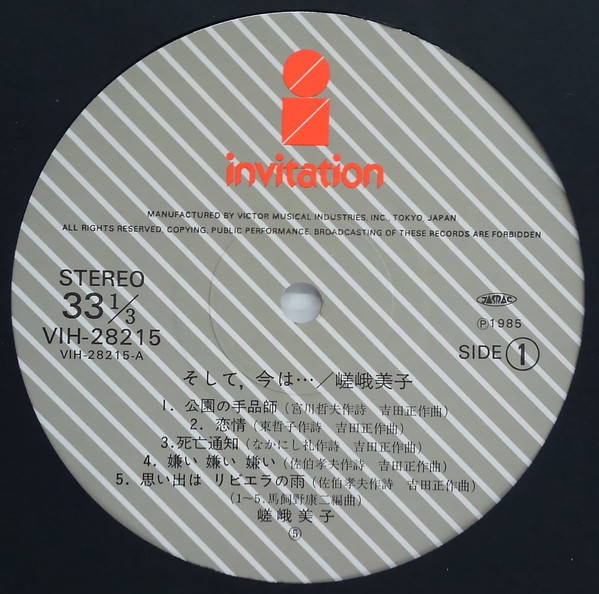 invitation
MANUFACTURED BY VICTOR MUSICAL INDUSTRIES, INC., TOKYO, JAPAN
ALL RIGHTS RESERVED, COPYING, PUBLIC PERFORMANCE, BROADCASTING OF THESE RECORDS ARE FORBIDDEN
STEREO
33 1/3
VIH-28215
VIH-28215-A
JASRAC
Ⓟ1985
SIDE 1
そして, 今は…／嵯峨美子
1. 公園の手品師 (宮川哲夫作詩 吉田正作曲)
2. 恋情 (東哲子作詩 吉田正作曲)
3. 死亡通知 (なかにし礼作詩 吉田正作曲)
4. 嫌い 嫌い 嫌い (佐伯孝夫作詩 吉田正作曲)
5. 思い出は リビエラの雨 (佐伯孝夫作詩 吉田正作曲)
(1〜5.馬飼野康二編曲)
嵯峨美子
⑤